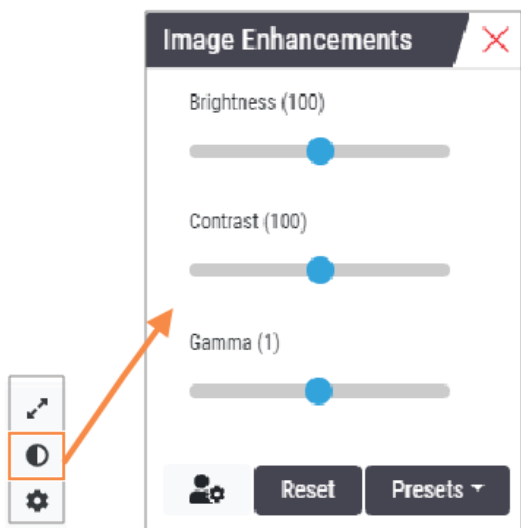 Image Enhancements
Brightness (100)
Contrast (100)
Gamma (1)
Reset Presets